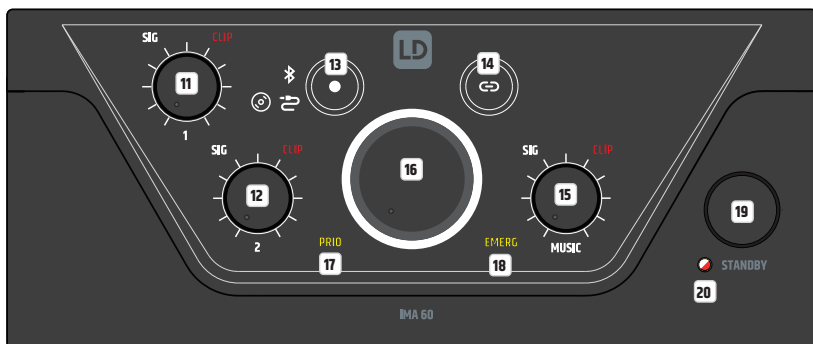 SIG CLIP
LD
13
14
11
1
SIG CLIP
SIG CLIP
16
12
15
19
2
PRIO
EMERG
MUSIC
17
18
STANDBY
20
IMA 60